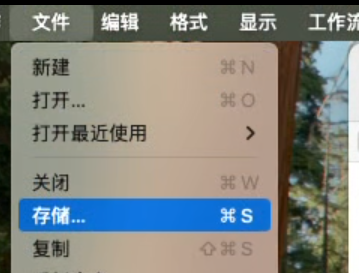 文件 编辑 格式 显示 工作流
新建 ⌘ N
打开... ⌘ O
打开最近使用 >
关闭 ⌘ W
存储... ⌘ S
复制 ⇧ ⌘ S